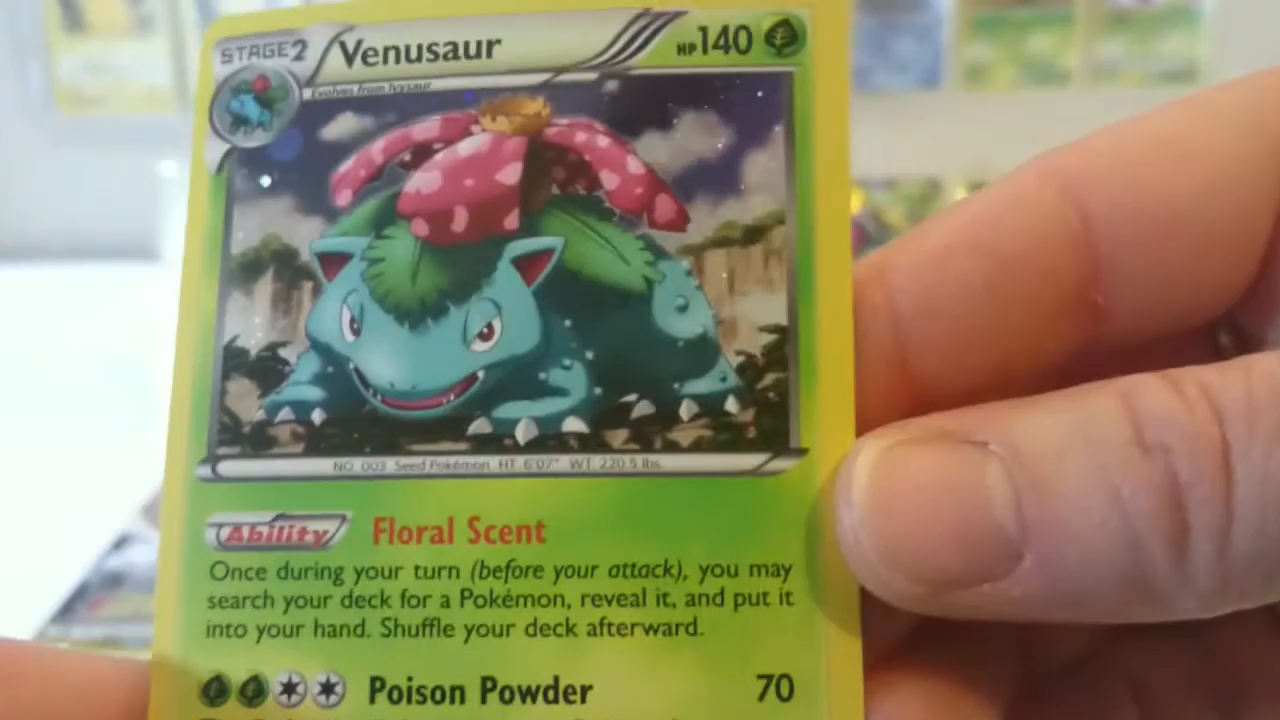 STAGE2 Venusaur HP140
Evolves from Ivysaur
NO. 003 Seed Pokémon HT 6'07" WT 220.5 lbs.
Ability Floral Scent
Once during your turn (before your attack), you may
search your deck for a Pokémon, reveal it, and put it
into your hand. Shuffle your deck afterward.
Poison Powder 70